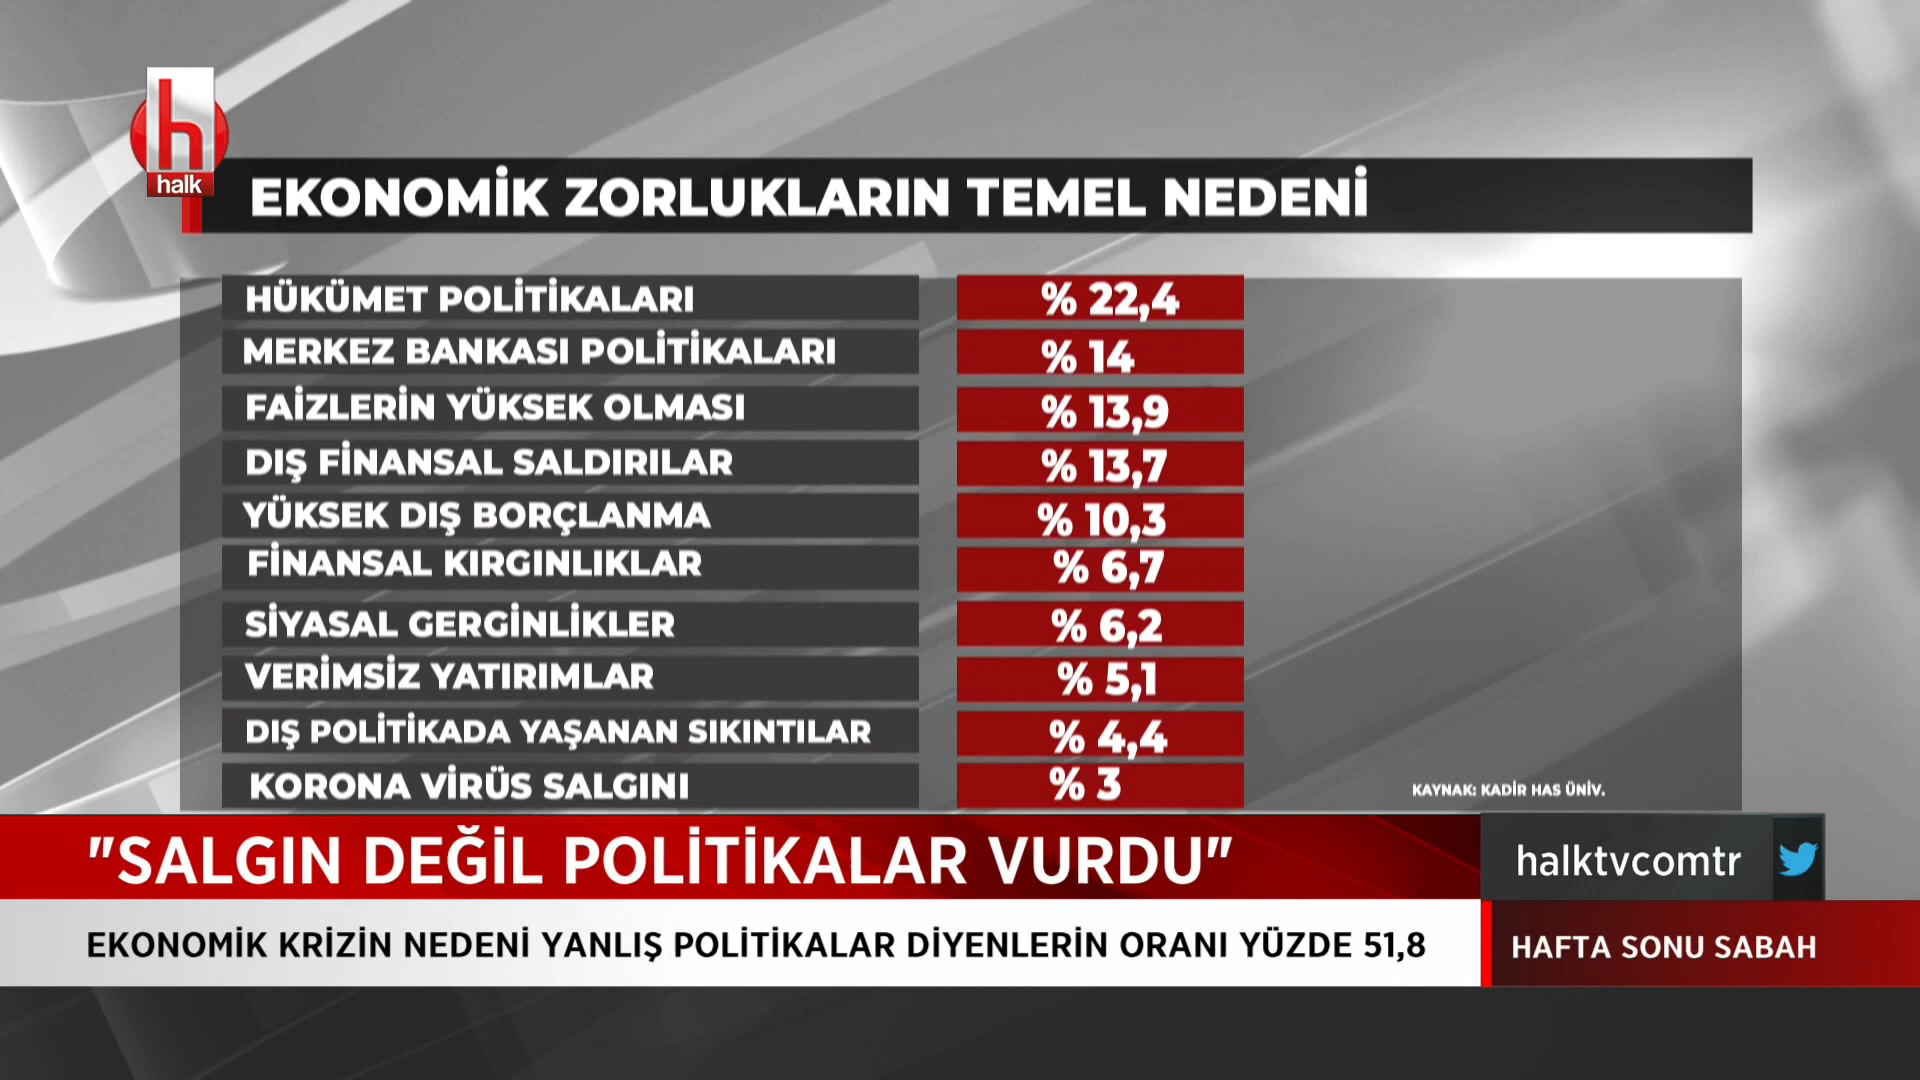 h
halk
EKONOMİK ZORLUKLARIN TEMEL NEDENİ
HÜKÜMET POLİTİKALARI % 22,4
MERKEZ BANKASI POLİTİKALARI % 14
FAİZLERİN YÜKSEK OLMASI % 13,9
DIŞ FİNANSAL SALDIRILAR % 13,7
YÜKSEK DIŞ BORÇLANMA % 10,3
FİNANSAL KIRGINLIKLAR % 6,7
SİYASAL GERGİNLİKLER % 6,2
VERİMSİZ YATIRIMLAR % 5,1
DIŞ POLİTİKADA YAŞANAN SIKINTILAR % 4,4
KORONA VİRÜS SALGINI % 3
KAYNAK: KADİR HAS ÜNİV.
"SALGIN DEĞİL POLİTİKALAR VURDU"
halktvcomtr
EKONOMİK KRİZİN NEDENİ YANLIŞ POLİTİKALAR DİYENLERİN ORANI YÜZDE 51,8
HAFTA SONU SABAH